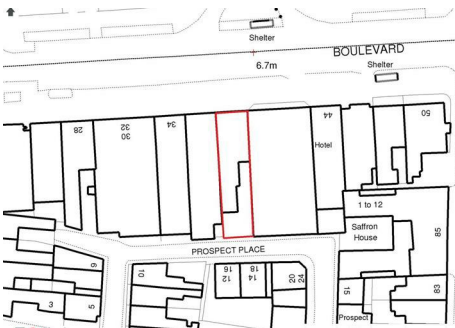 Shelter
BOULEVARD
6.7m
Shelter
28
32
30
34
44
50
Hotel
1 to 12
Saffron
House
85
PROSPECT PLACE
9
10
16
12
18
14
20
24
15
83
3
5
Prospect